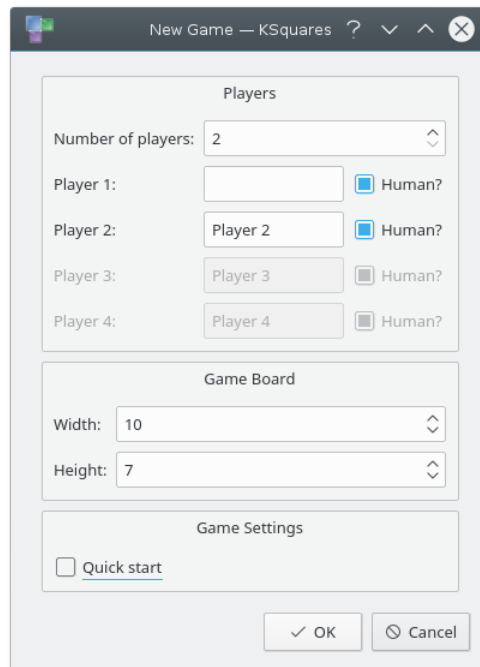 New Game — KSquares
Players
Number of players: 2
Player 1: Human?
Player 2: Player 2 Human?
Player 3: Player 3 Human?
Player 4: Player 4 Human?
Game Board
Width: 10
Height: 7
Game Settings
Quick start
OK Cancel